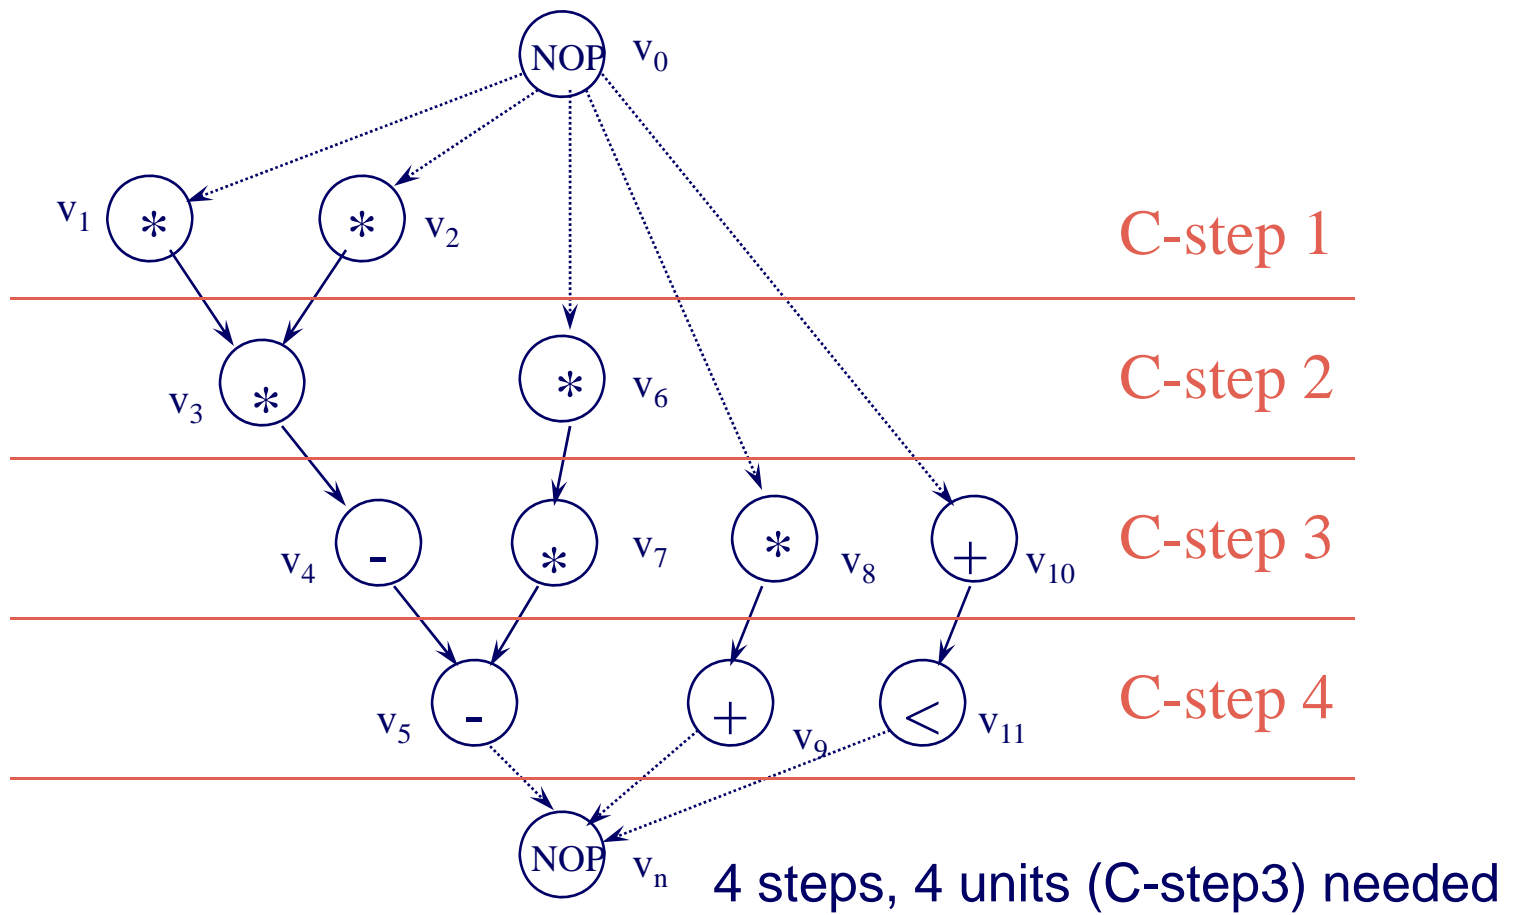 NOP v0
v1 * * v2 C-step 1
v3 * * v6 C-step 2
v4 - * v7 * v8 + v10 C-step 3
v5 - + v9 < v11 C-step 4
NOP vn
4 steps, 4 units (C-step3) needed